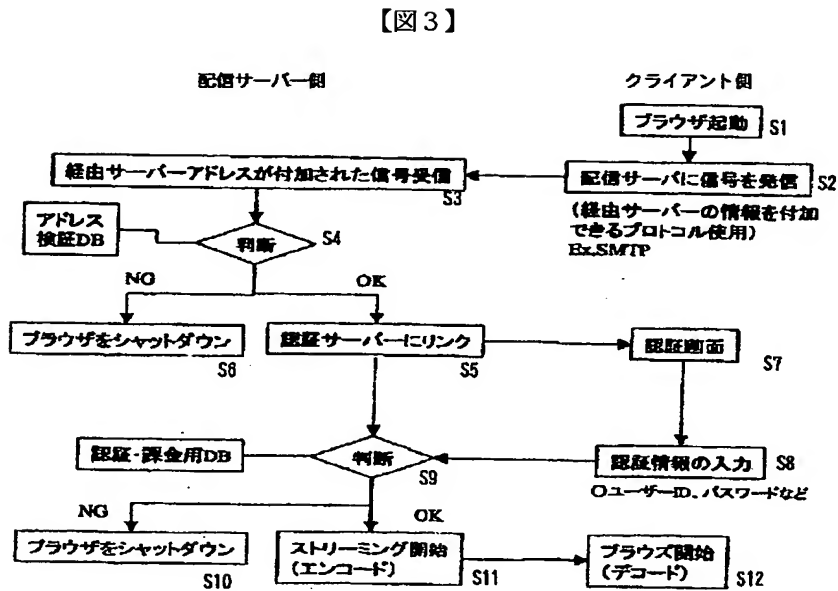 【図３】
配信サーバー側
クライアント側
ブラウザ起動
S1
経由サーバーアドレスが付加された信号受信
S3
配信サーバに信号を発信
S2
(経由サーバーの情報を付加
できるプロトコル使用)
Ex.SMTP
アドレス
検証DB
判断
S4
NG
OK
ブラウザをシャットダウン
S6
認証サーバーにリンク
S5
認証画面
S7
認証・課金用DB
判断
S9
認証情報の入力
S8
○ユーザーID、パスワードなど
NG
OK
ブラウザをシャットダウン
S10
ストリーミング開始
(エンコード)
S11
ブラウズ開始
(デコード)
S12